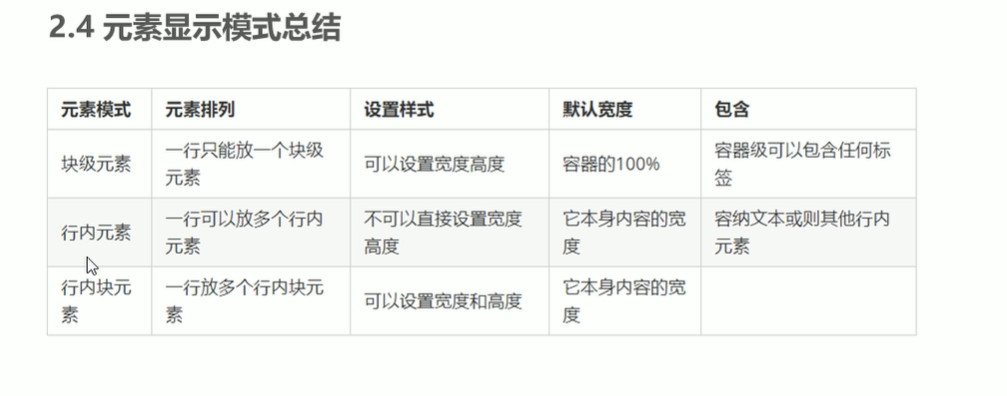 2.4 元素显示模式总结
元素模式 元素排列 设置样式 默认宽度 包含
块级元素 一行只能放一个块级元素 可以设置宽度高度 容器的100% 容器级可以包含任何标签
行内元素 一行可以放多个行内元素 不可以直接设置宽度高度 它本身内容的宽度 容纳文本或则其他行内元素
行内块元素 一行放多个行内块元素 可以设置宽度和高度 它本身内容的宽度